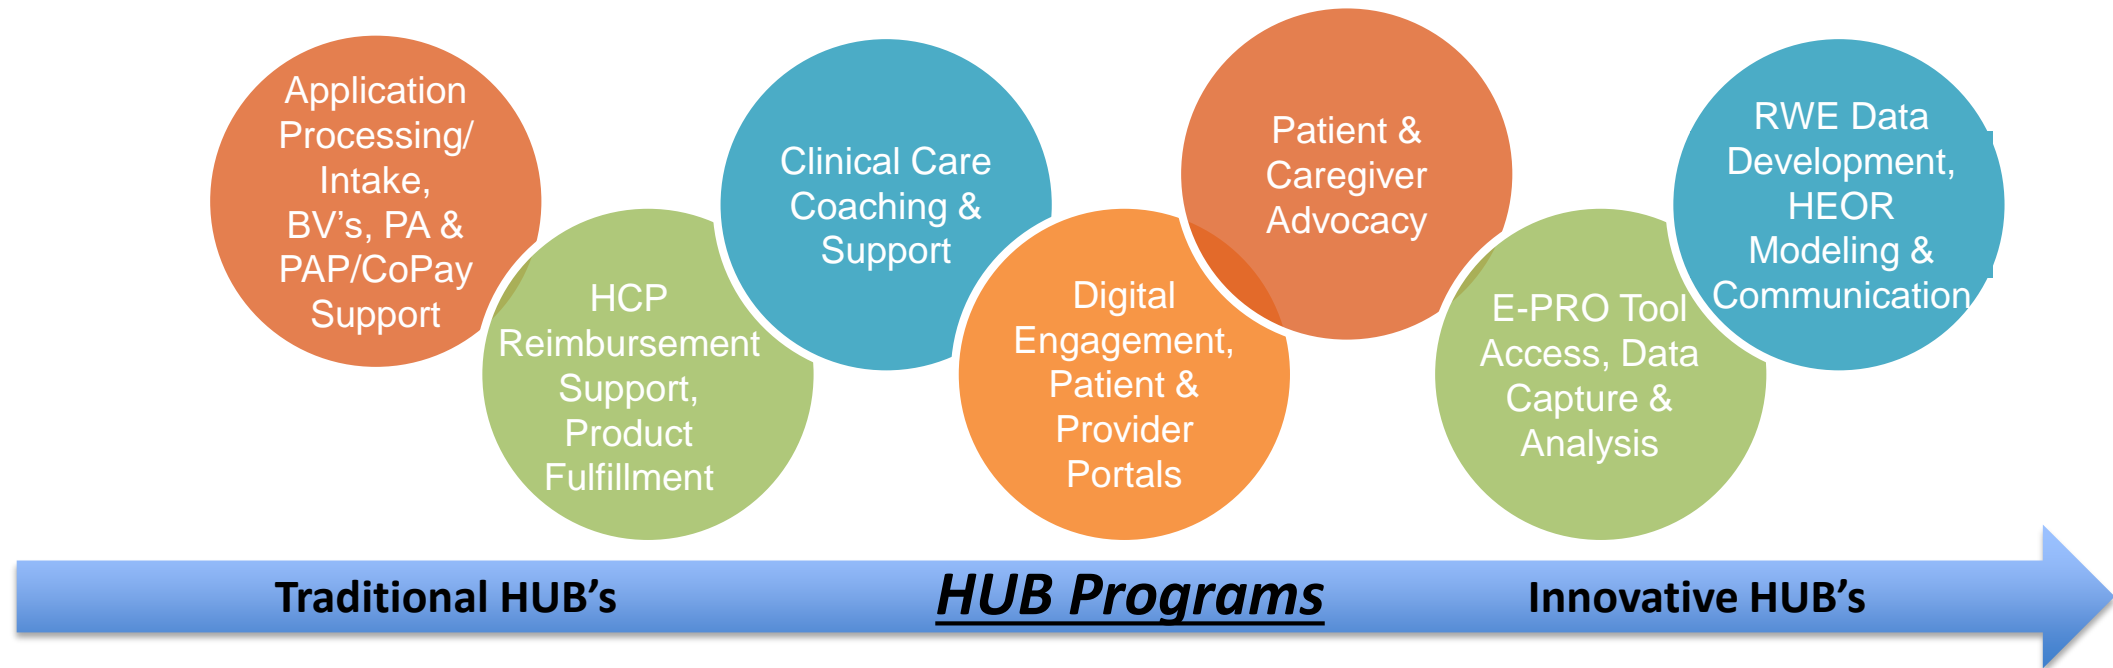 Application
Processing/
Intake,
BV's, PA &
PAP/CoPay
Support
HCP
Reimbursement
Support,
Product
Fulfillment
Clinical Care
Coaching &
Support
Digital
Engagement,
Patient &
Provider
Portals
Patient &
Caregiver
Advocacy
E-PRO Tool
Access, Data
Capture &
Analysis
RWE Data
Development,
HEOR
Modeling &
Communication
Traditional HUB's
HUB Programs
Innovative HUB's